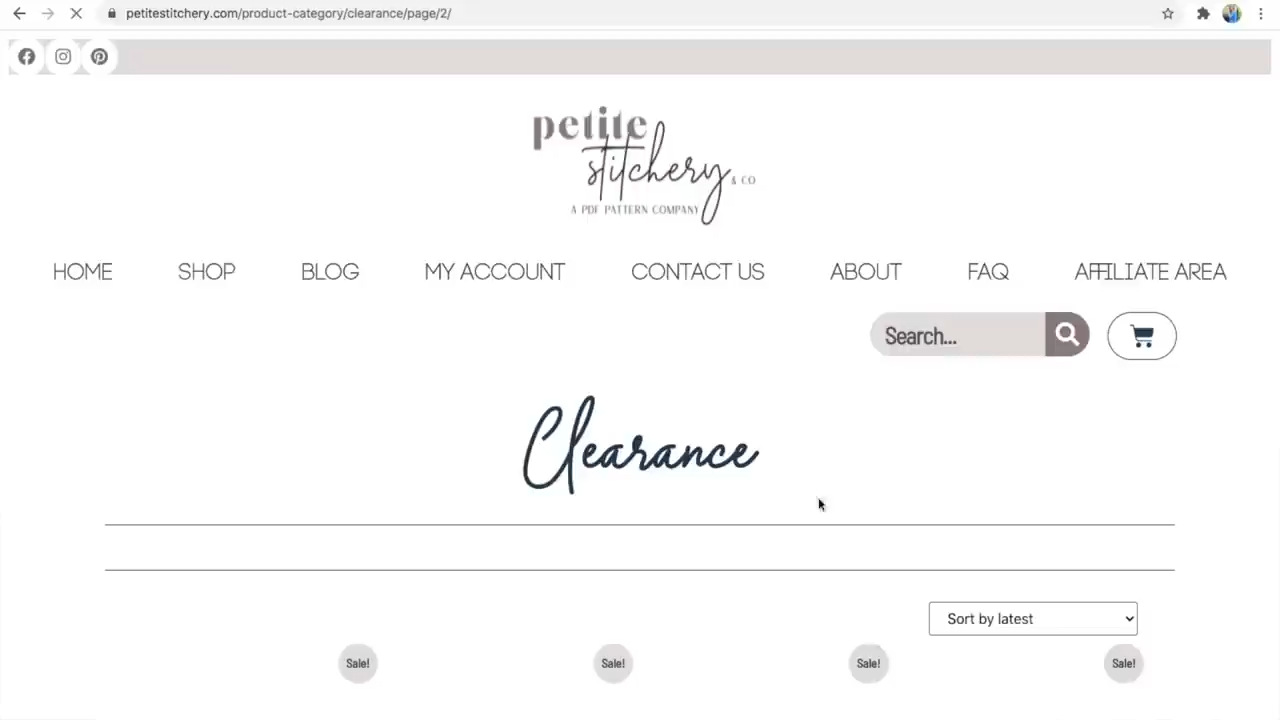 petitestitchery.com/product-category/clearance/page/2/
petite
stitchery & CO
A PDF PATTERN COMPANY
HOME SHOP BLOG MY ACCOUNT CONTACT US ABOUT FAQ AFFILIATE AREA
Search...
Clearance
Sort by latest
Sale! Sale! Sale! Sale!